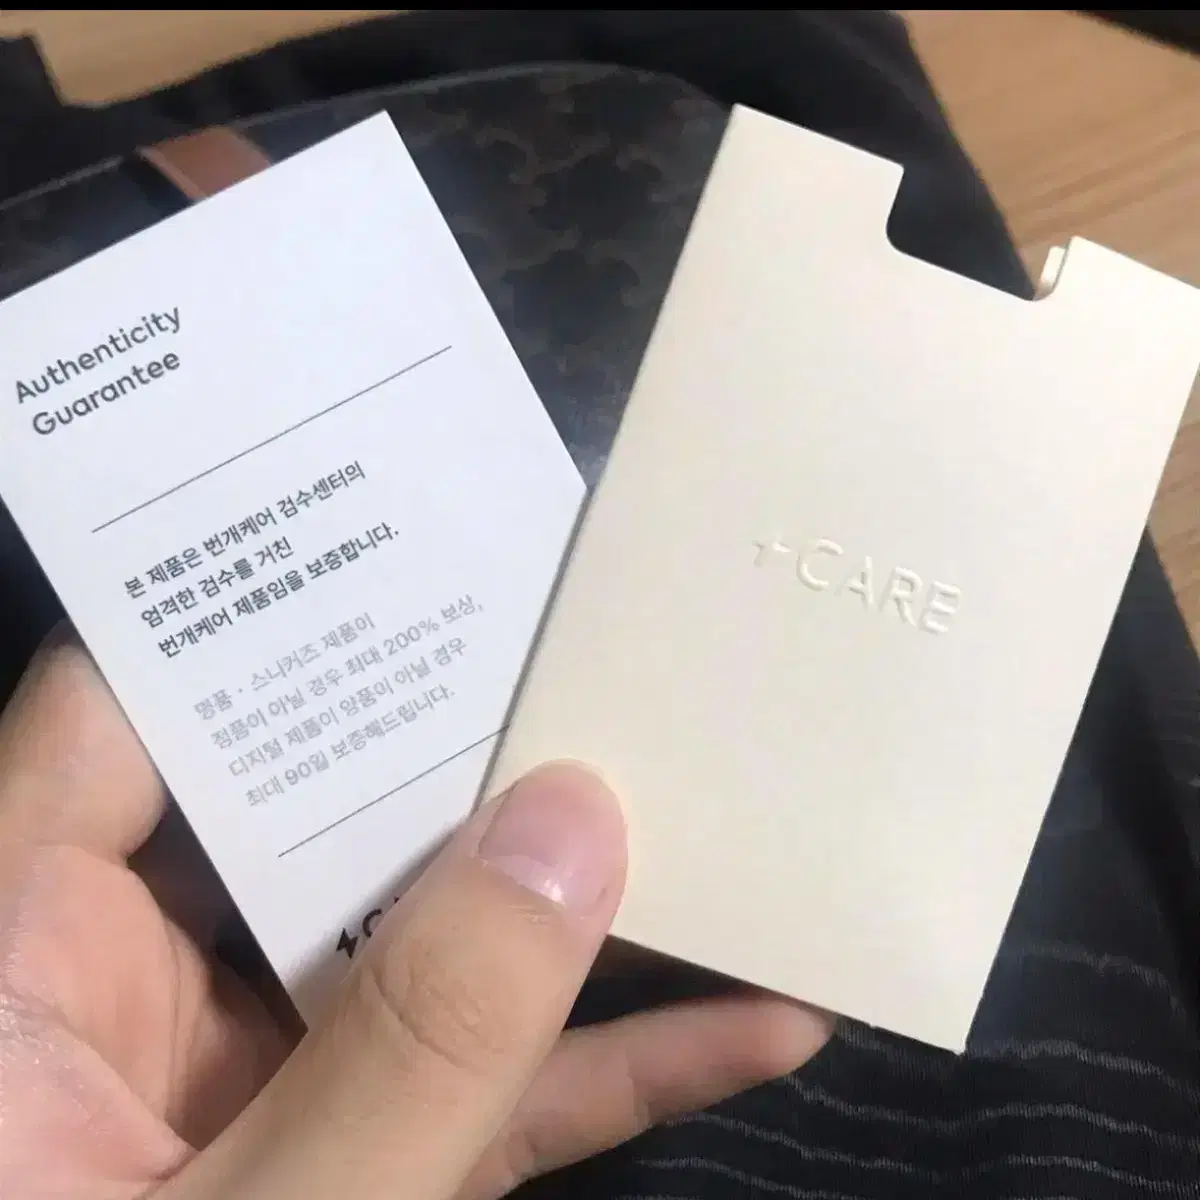 Authenticity
Guarantee
본 제품은 번개케어 검수센터의
엄격한 검수를 거친
번개케어 제품임을 보증합니다.
명품 · 스니커즈 제품이
정품이 아닐 경우 최대 200% 보상,
디지털 제품이 양품이 아닐 경우
최대 90일 보증해드립니다.
CARE